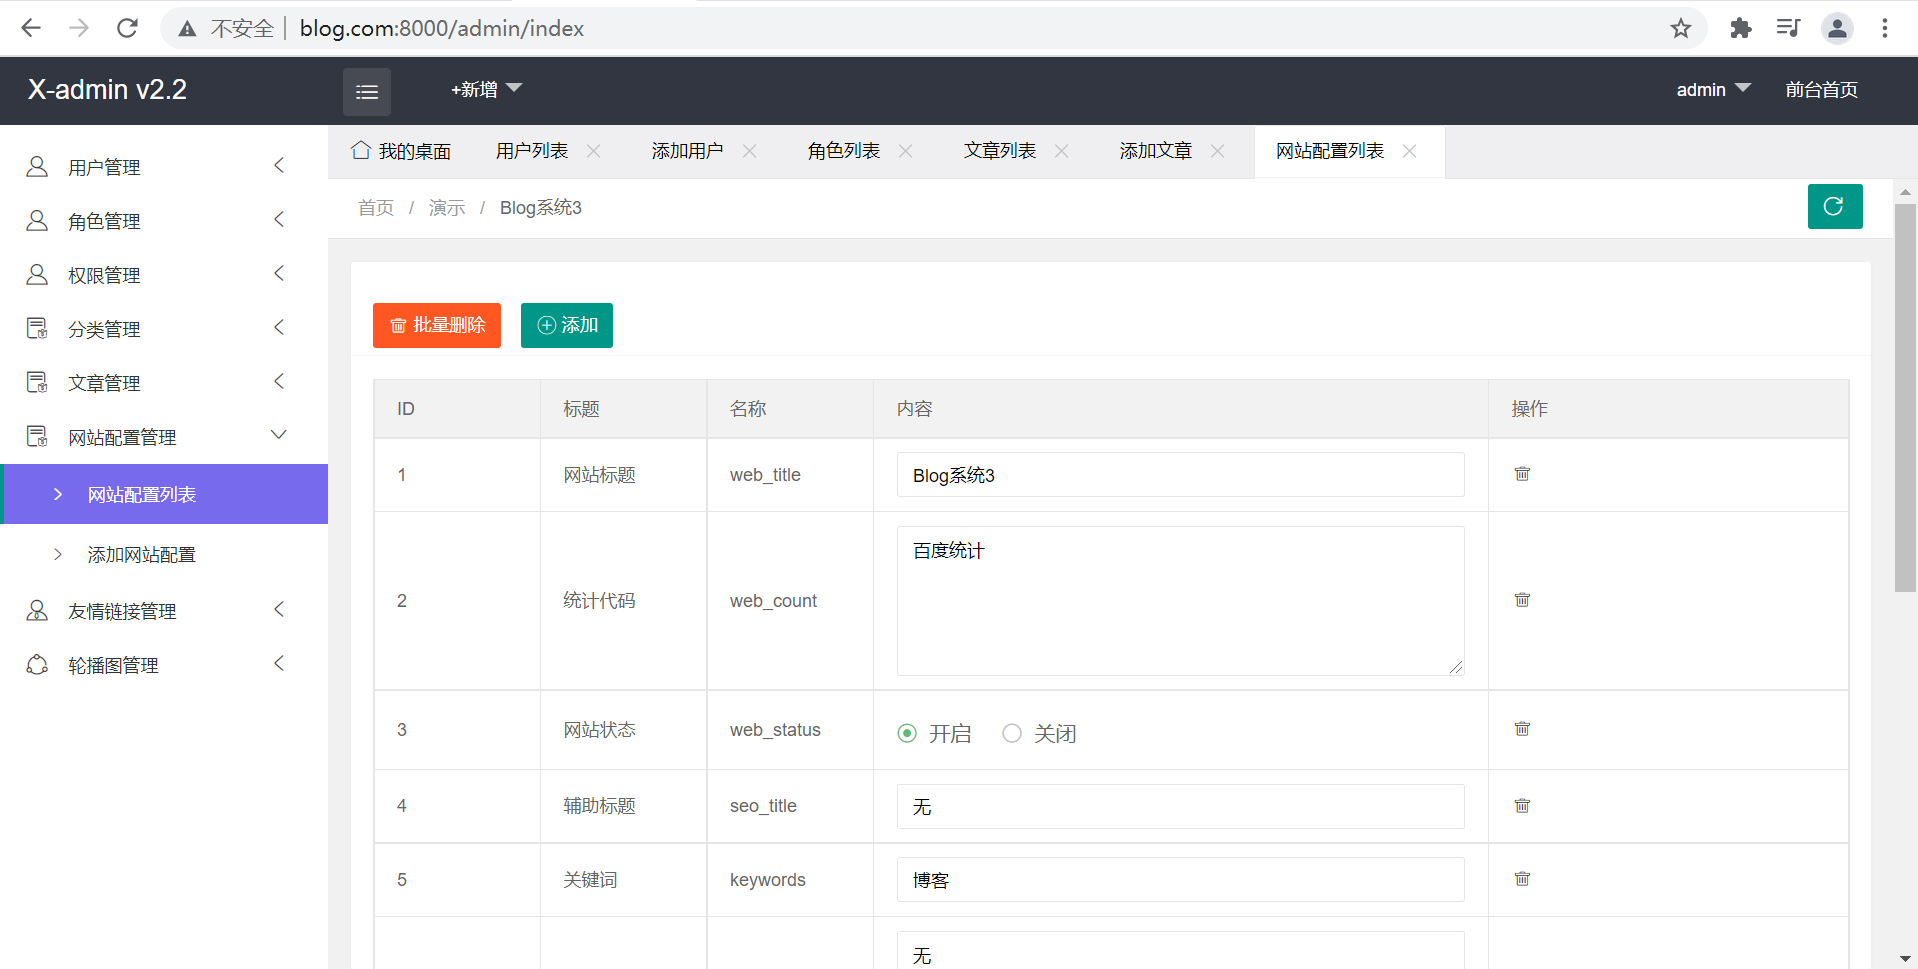 不安全 | blog.com:8000/admin/index
X-admin v2.2
+新增
admin
前台首页
用户管理
角色管理
权限管理
分类管理
文章管理
网站配置管理
网站配置列表
添加网站配置
友情链接管理
轮播图管理
我的桌面 用户列表 添加用户 角色列表 文章列表 添加文章 网站配置列表
首页 / 演示 / Blog系统3
批量删除 添加
ID 标题 名称 内容 操作
1 网站标题 web_title Blog系统3
2 统计代码 web_count 百度统计
3 网站状态 web_status 开启 关闭
4 辅助标题 seo_title 无
5 关键词 keywords 博客
无